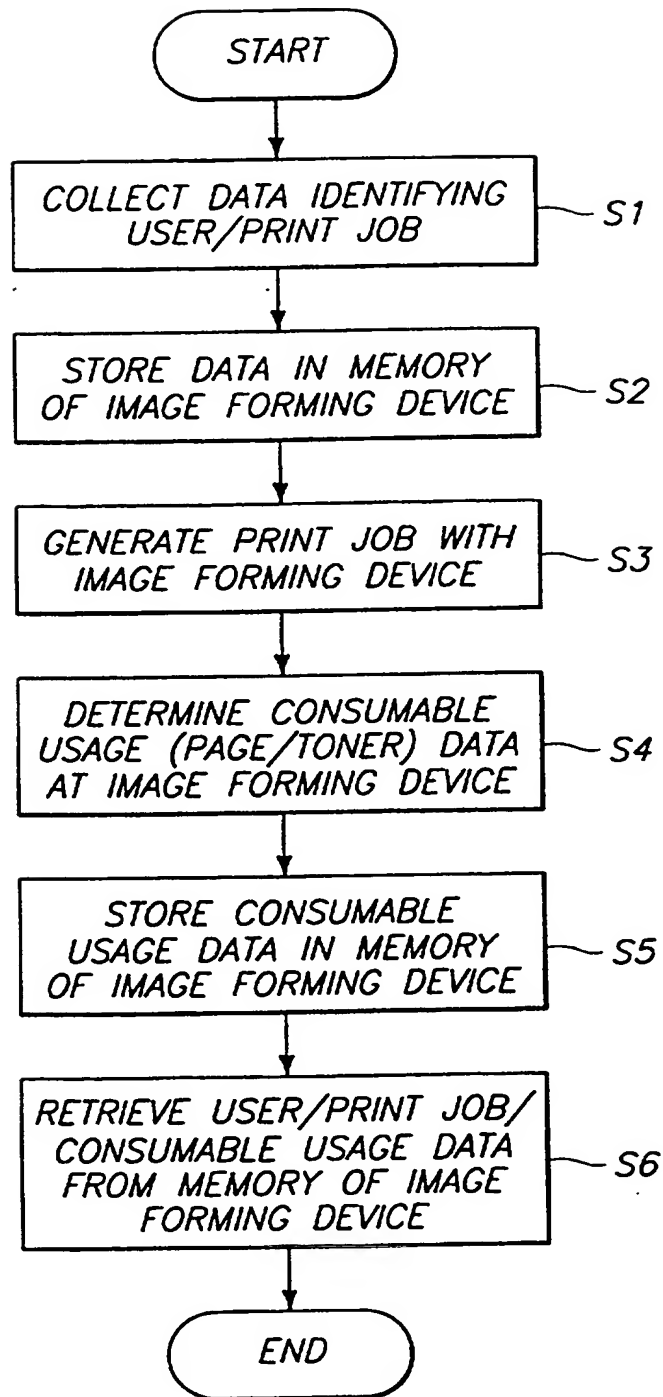 START
COLLECT DATA IDENTIFYING
USER/PRINT JOB
S1
STORE DATA IN MEMORY
OF IMAGE FORMING DEVICE
S2
GENERATE PRINT JOB WITH
IMAGE FORMING DEVICE
S3
DETERMINE CONSUMABLE
USAGE (PAGE/TONER) DATA
AT IMAGE FORMING DEVICE
S4
STORE CONSUMABLE
USAGE DATA IN MEMORY
OF IMAGE FORMING DEVICE
S5
RETRIEVE USER/PRINT JOB/
CONSUMABLE USAGE DATA
FROM MEMORY OF IMAGE
FORMING DEVICE
S6
END